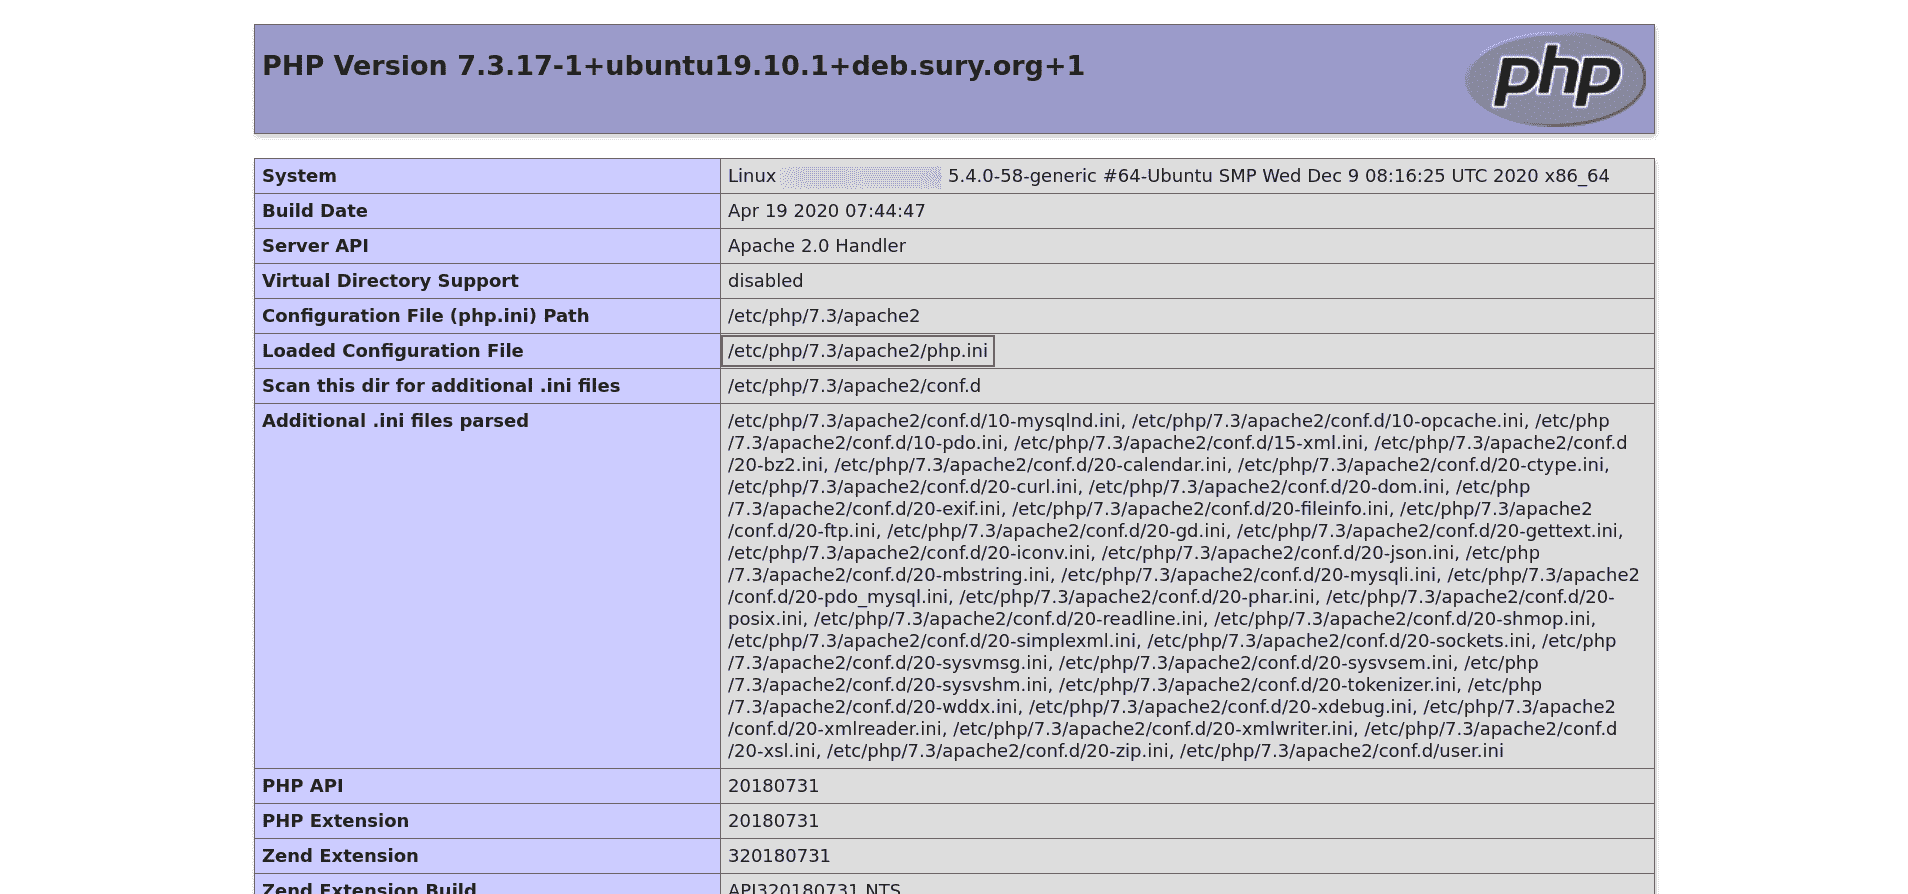 PHP Version 7.3.17-1+ubuntu19.10.1+deb.sury.org+1
php
System Linux 5.4.0-58-generic #64-Ubuntu SMP Wed Dec 9 08:16:25 UTC 2020 x86_64
Build Date Apr 19 2020 07:44:47
Server API Apache 2.0 Handler
Virtual Directory Support disabled
Configuration File (php.ini) Path /etc/php/7.3/apache2
Loaded Configuration File /etc/php/7.3/apache2/php.ini
Scan this dir for additional .ini files /etc/php/7.3/apache2/conf.d
Additional .ini files parsed /etc/php/7.3/apache2/conf.d/10-mysqlnd.ini, /etc/php/7.3/apache2/conf.d/10-opcache.ini, /etc/php
/7.3/apache2/conf.d/10-pdo.ini, /etc/php/7.3/apache2/conf.d/15-xml.ini, /etc/php/7.3/apache2/conf.d
/20-bz2.ini, /etc/php/7.3/apache2/conf.d/20-calendar.ini, /etc/php/7.3/apache2/conf.d/20-ctype.ini,
/etc/php/7.3/apache2/conf.d/20-curl.ini, /etc/php/7.3/apache2/conf.d/20-dom.ini, /etc/php
/7.3/apache2/conf.d/20-exif.ini, /etc/php/7.3/apache2/conf.d/20-fileinfo.ini, /etc/php/7.3/apache2
/conf.d/20-ftp.ini, /etc/php/7.3/apache2/conf.d/20-gd.ini, /etc/php/7.3/apache2/conf.d/20-gettext.ini,
/etc/php/7.3/apache2/conf.d/20-iconv.ini, /etc/php/7.3/apache2/conf.d/20-json.ini, /etc/php
/7.3/apache2/conf.d/20-mbstring.ini, /etc/php/7.3/apache2/conf.d/20-mysqli.ini, /etc/php/7.3/apache2
/conf.d/20-pdo_mysql.ini, /etc/php/7.3/apache2/conf.d/20-phar.ini, /etc/php/7.3/apache2/conf.d/20-
posix.ini, /etc/php/7.3/apache2/conf.d/20-readline.ini, /etc/php/7.3/apache2/conf.d/20-shmop.ini,
/etc/php/7.3/apache2/conf.d/20-simplexml.ini, /etc/php/7.3/apache2/conf.d/20-sockets.ini, /etc/php
/7.3/apache2/conf.d/20-sysvmsg.ini, /etc/php/7.3/apache2/conf.d/20-sysvsem.ini, /etc/php
/7.3/apache2/conf.d/20-sysvshm.ini, /etc/php/7.3/apache2/conf.d/20-tokenizer.ini, /etc/php
/7.3/apache2/conf.d/20-wddx.ini, /etc/php/7.3/apache2/conf.d/20-xdebug.ini, /etc/php/7.3/apache2
/conf.d/20-xmlreader.ini, /etc/php/7.3/apache2/conf.d/20-xmlwriter.ini, /etc/php/7.3/apache2/conf.d
/20-xsl.ini, /etc/php/7.3/apache2/conf.d/20-zip.ini, /etc/php/7.3/apache2/conf.d/user.ini
PHP API 20180731
PHP Extension 20180731
Zend Extension 320180731
Zend Extension Build API320180731,NTS